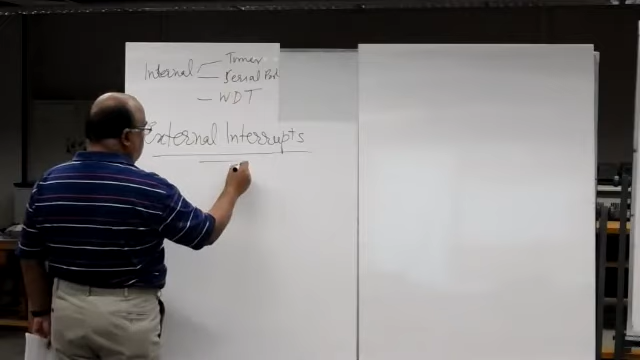 Internal
Timer
Serial Port
- WDT
External Interrupts